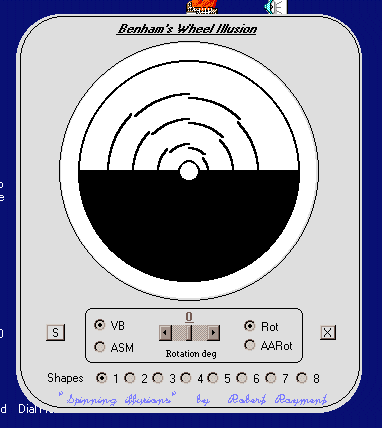 Benham's Wheel Illusion
0
VB
Rot
S
X
ASM
AARot
Rotation deg
Shapes 1 2 3 4 5 6 7 8
"Spinning Illusions" by Robert Rayment